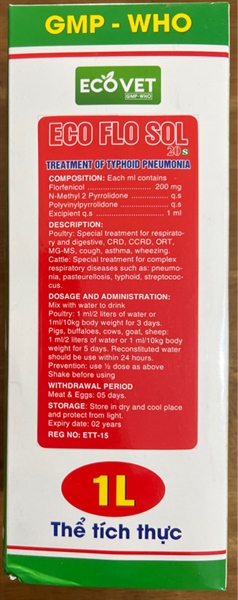 GMP - WHO
ECOVET
GMP-WHO
ECO FLO SOL
20s
TREATMENT OF TYPHOID PNEUMONIA
COMPOSITION: Each ml contains -
Florfenicol ........................ 200 mg
N-Methyl 2 Pyrrolidone ............ q.s
Polyvinylpyrrolidone ................ q.s
Excipient q.s ........................ 1 ml
DESCRIPTION:
Poultry: Special treatment for respirato-
ry and digestive, CRD, CCRD, ORT,
MG-MS, cough, asthma, wheezing.
Cattle: Special treatment for complex
respiratory diseases such as: pneumo-
nia, pasteurellosis, typhoid, streptococ-
cus.
DOSAGE AND ADMINISTRATION:
Mix with water to drink
Poultry: 1 ml/2 liters of water or
1ml/10kg body weight for 3 days.
Pigs, buffaloes, cows, goat, sheep:
1 ml/2 liters of water or 1 ml/10kg body
weight for 5 days. Reconstituted water
should be use within 24 hours.
Prevention: use ½ dose as above
Shake before using
WITHDRAWAL PERIOD
Meat & Eggs: 05 days.
STORAGE: Store in dry and cool place
and protect from light.
Expiry date: 02 years
REG NO: ETT-15
1L
Thể tích thực